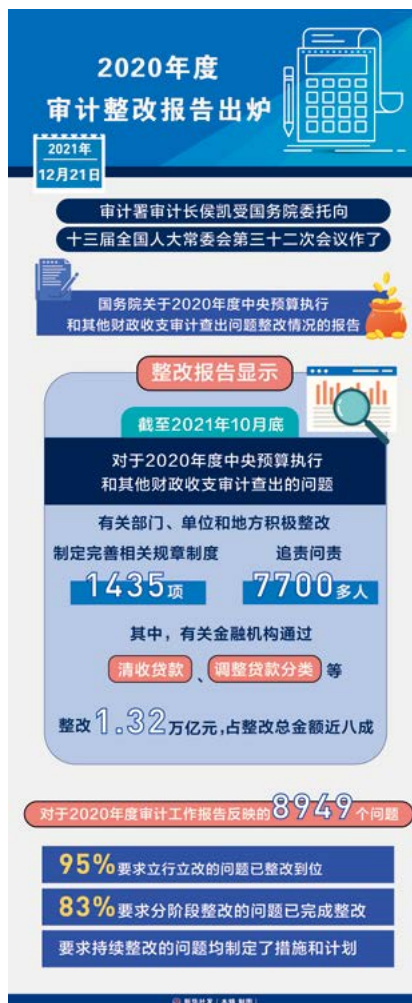 2020年度
审计整改报告出炉
2021年
12月21日
审计署审计长侯凯受国务院委托向
十三届全国人大常委会第三十二次会议作了
国务院关于2020年度中央预算执行
和其他财政收支审计查出问题整改情况的报告
整改报告显示
截至2021年10月底
对于2020年度中央预算执行
和其他财政收支审计查出的问题
有关部门、单位和地方积极整改
制定完善相关规章制度 追责问责
1435项 7700多人
其中，有关金融机构通过
清收贷款、调整贷款分类 等
整改1.32万亿元,占整改总金额近八成
对于2020年度审计工作报告反映的8949个问题
95%要求立行立改的问题已整改到位
83%要求分阶段整改的问题已完成整改
要求持续整改的问题均制定了措施和计划